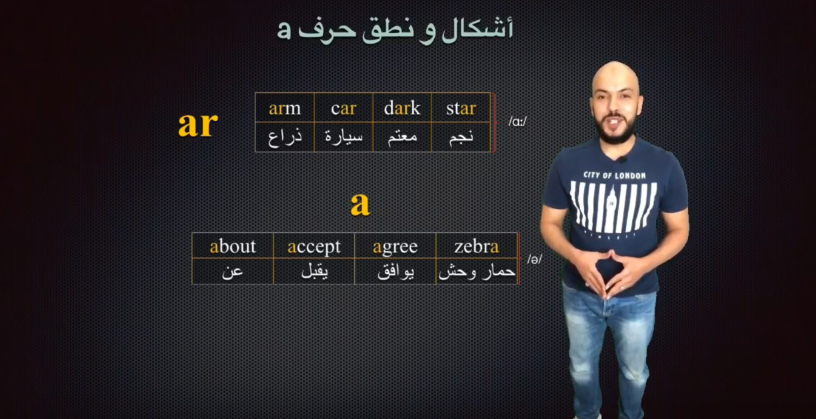 أشكال و نطق حرف a
ar
arm car dark star
ذراع سيارة معتم نجم
/ɑ:/
a
about accept agree zebra
عن يقبل يوافق حمار وحش
/ə/
CITY OF LONDON